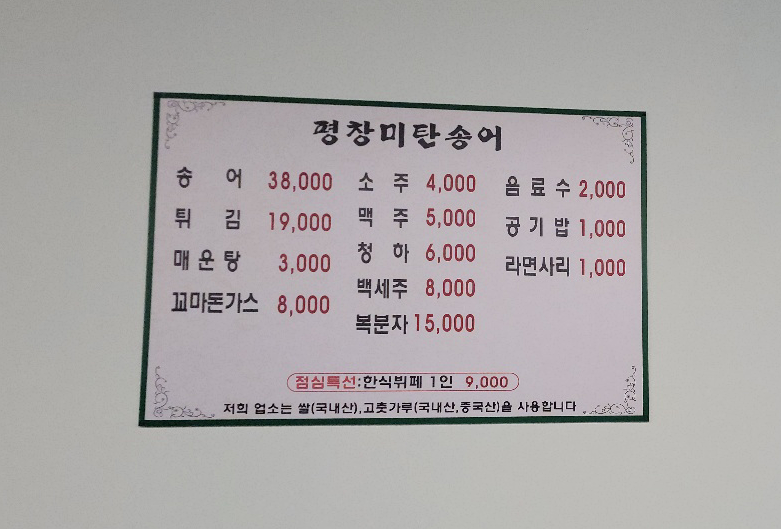 평창미탄송어
송 어 38,000
튀 김 19,000
매운탕 3,000
꼬마돈가스 8,000
소 주 4,000
맥 주 5,000
청 하 6,000
백세주 8,000
복분자 15,000
음료수 2,000
공기밥 1,000
라면사리 1,000
점심특선:한식뷔페 1인 9,000
저희 업소는 쌀(국내산),고춧가루(국내산,중국산)을 사용합니다